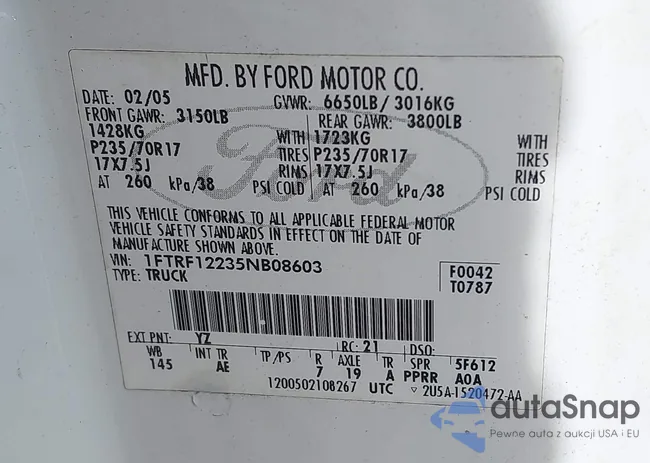 MFD. BY FORD MOTOR CO.
DATE: 02/05 GVWR: 6650LB/ 3016KG
FRONT GAWR: 3150LB REAR GAWR: 3800LB
1428KG WITH 1723KG WITH
P235/70R17 TIRES P235/70R17 TIRES
17X7.5J RIMS 17X7.5J RIMS
AT 260 kPa/38 PSI COLD AT 260 kPa/38 PSI COLD
Ford
THIS VEHICLE CONFORMS TO ALL APPLICABLE FEDERAL MOTOR
VEHICLE SAFETY STANDARDS IN EFFECT ON THE DATE OF
MANUFACTURE SHOWN ABOVE.
VIN: 1FTRF12235NB08603 F0042
TYPE: TRUCK T0787
EXT PNT: YZ RC: 21 DSO:
WB INT TR TP/PS R AXLE TR SPR 5F612
145 AE 7 19 A PPRR A0A
1200502108267 UTC ▽ 2U5A-1520472-AA
autaSnap
Pewne auta z aukcji USA i EU